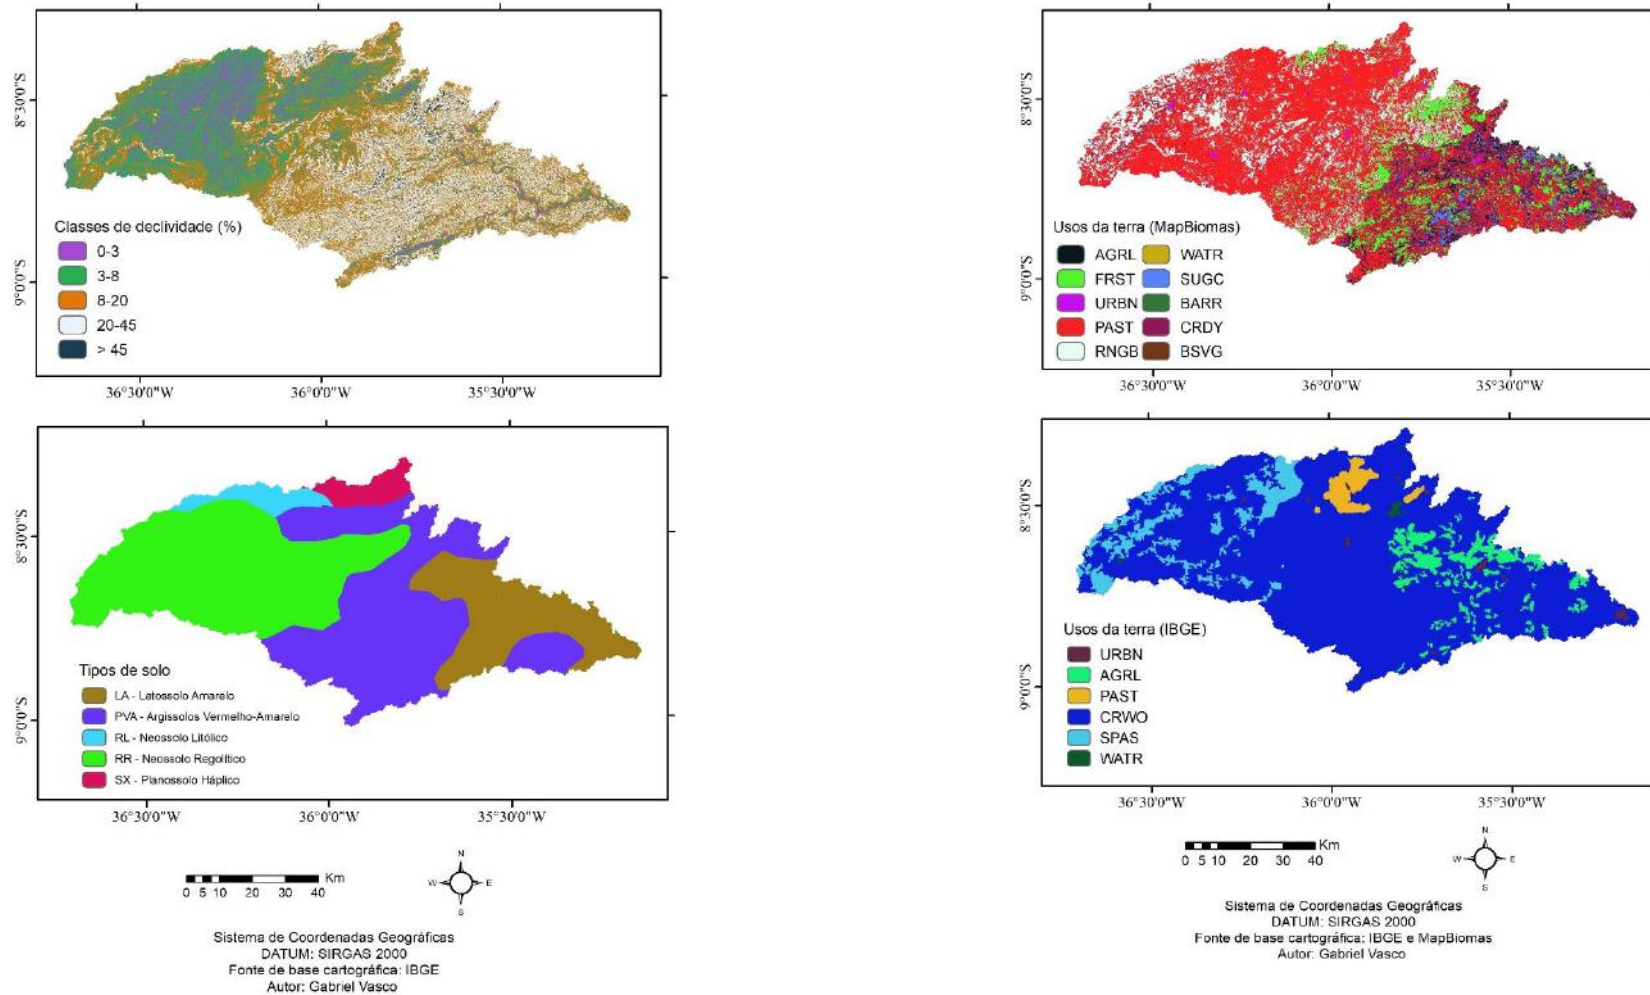 8°30'0"S
9°0'0"S
Classes de declividade (%)
0-3
3-8
8-20
20-45
> 45
36°30'0"W 36°0'0"W 35°30'0"W
8°30'0"S
9°0'0"S
Usos da terra (MapBiomas)
AGRL WATR
FRST SUGC
URBN BARR
PAST CRDY
RNGB BSVG
36°30'0"W 36°0'0"W 35°30'0"W
8°30'0"S
9°0'0"S
Tipos de solo
LA - Latossolo Amarelo
PVA - Argissolos Vermelho-Amarelo
RL - Neossolo Litólico
RR - Neossolo Regolítico
SX - Planossolo Háplico
36°30'0"W 36°0'0"W 35°30'0"W
8°30'0"S
9°0'0"S
Usos da terra (IBGE)
URBN
AGRL
PAST
CRWO
SPAS
WATR
36°30'0"W 36°0'0"W 35°30'0"W
Km
0 5 10 20 30 40
N
W E
S
Sistema de Coordenadas Geográficas
DATUM: SIRGAS 2000
Fonte de base cartográfica: IBGE
Autor: Gabriel Vasco
Km
0 5 10 20 30 40
N
W E
S
Sistema de Coordenadas Geográficas
DATUM: SIRGAS 2000
Fonte de base cartográfica: IBGE e MapBiomas
Autor: Gabriel Vasco